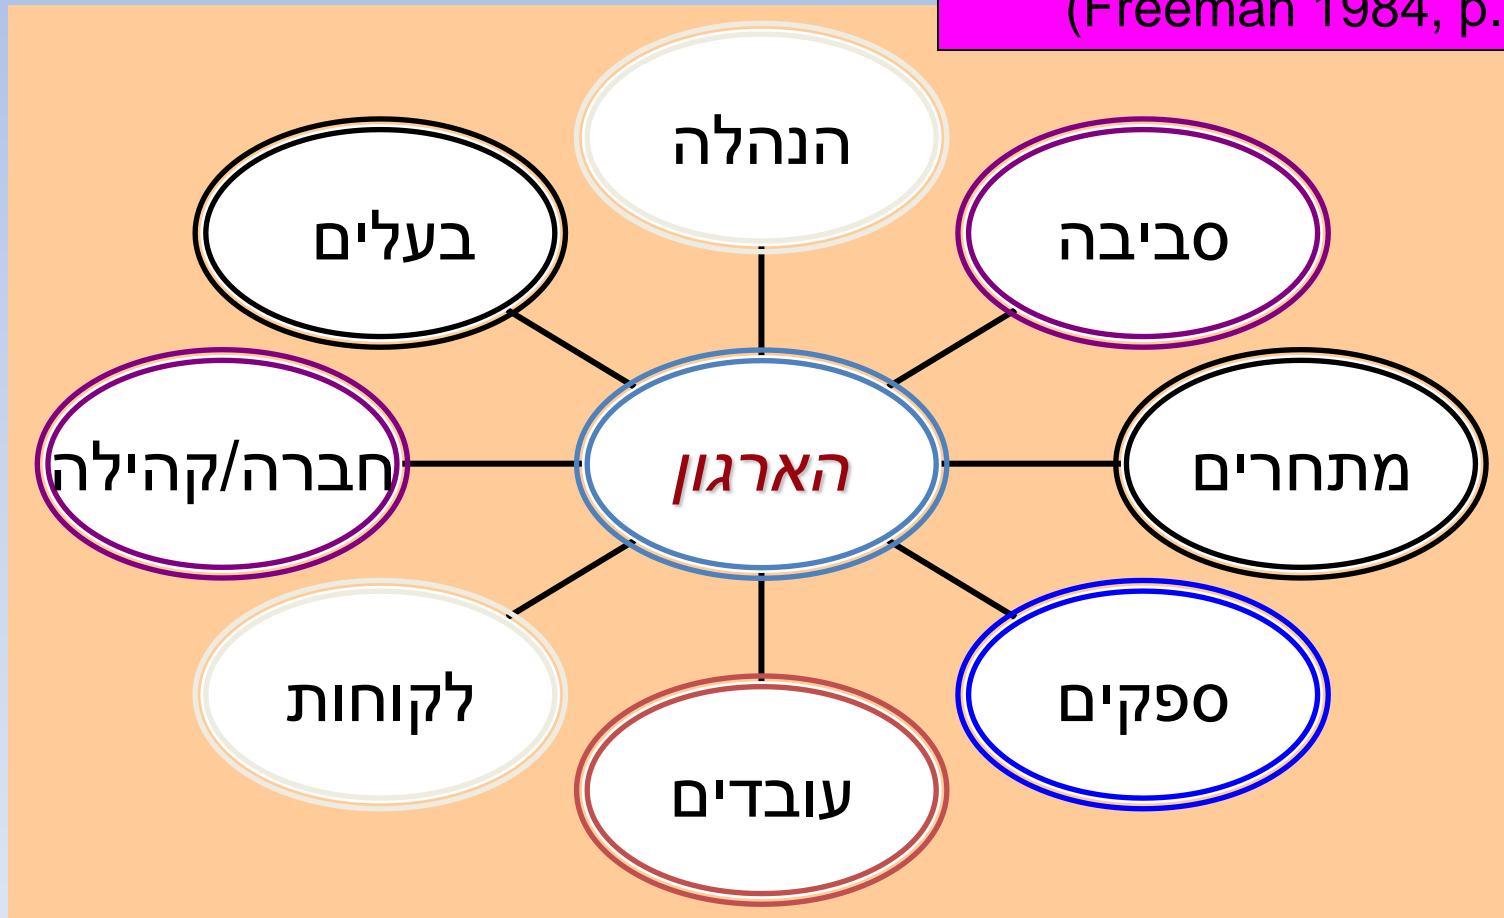 (Freeman 1984, p.
הנהלה
סביבה
בעלים
מתחרים
הארגון
חברה/קהילה
ספקים
לקוחות
עובדים